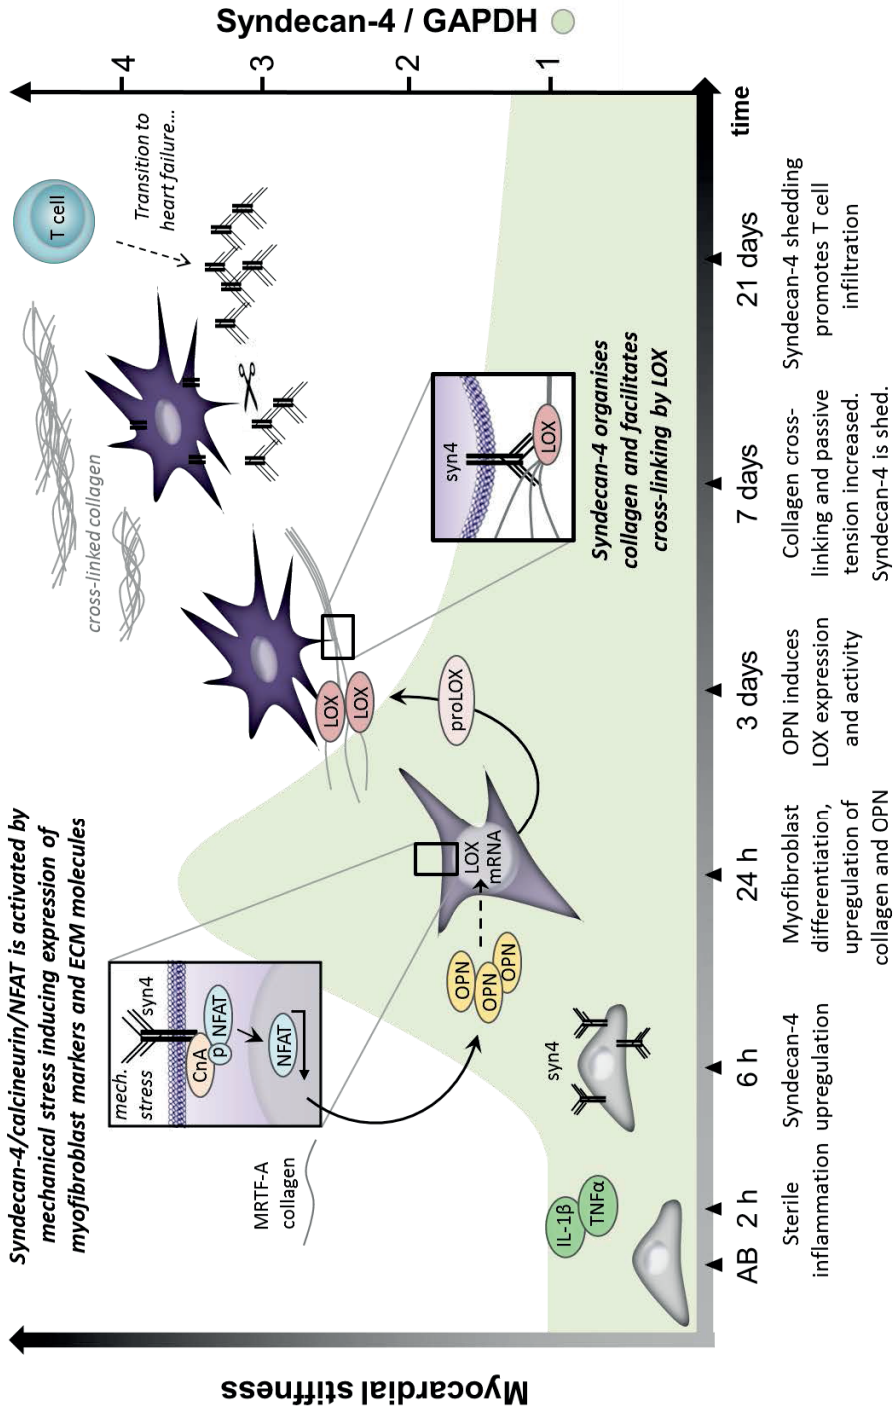 Syndecan-4/calcineurin/NFAT is activated by
mechanical stress inducing expression of
myofibroblast markers and ECM molecules
Myocardial stiffness
Syndecan-4 / GAPDH
4
3
2
1
mech.
stress
syn4
CnA
p
NFAT
NFAT
MRTF-A
collagen
IL-1β
TNFα
syn4
OPN
OPN
OPN
LOX
mRNA
proLOX
LOX
LOX
cross-linked collagen
syn4
LOX
Syndecan-4 organises
collagen and facilitates
cross-linking by LOX
T cell
Transition to
heart failure...
AB
2 h
6 h
24 h
3 days
7 days
21 days
time
Sterile
inflammation
Syndecan-4
upregulation
Myofibroblast
differentiation,
upregulation of
collagen and OPN
OPN induces
LOX expression
and activity
Collagen cross-
linking and passive
tension increased.
Syndecan-4 is shed.
Syndecan-4 shedding
promotes T cell
infiltration